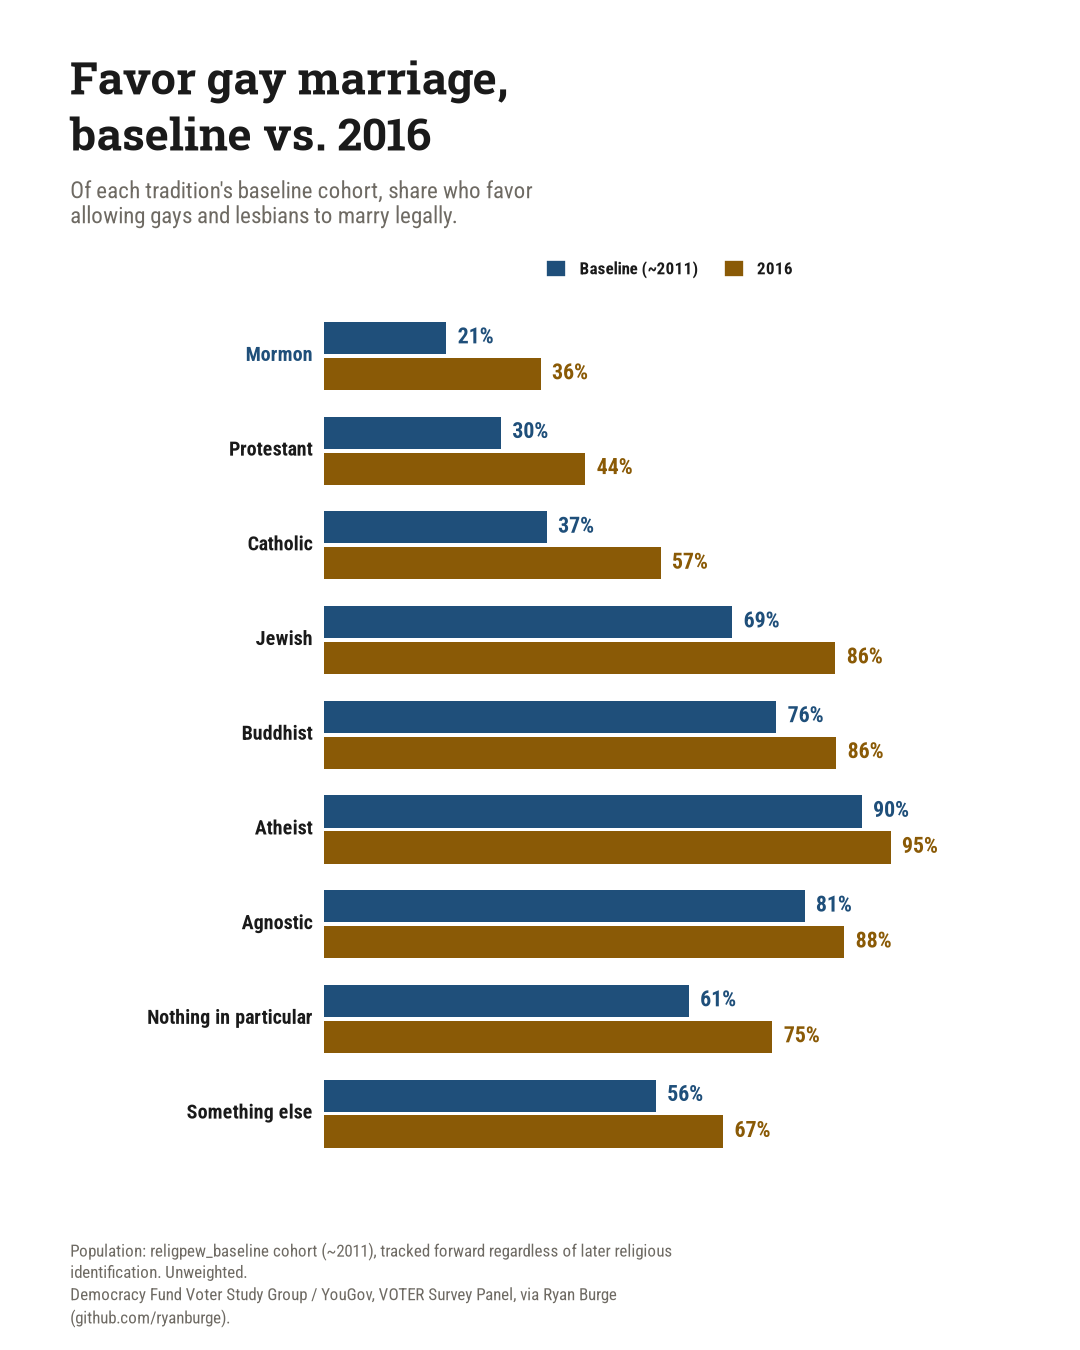 Favor gay marriage,
baseline vs. 2016
Of each tradition's baseline cohort, share who favor
allowing gays and lesbians to marry legally.
Baseline (~2011) 2016
Mormon 21%
36%
Protestant 30%
44%
Catholic 37%
57%
Jewish 69%
86%
Buddhist 76%
86%
Atheist 90%
95%
Agnostic 81%
88%
Nothing in particular 61%
75%
Something else 56%
67%
Population: religpew_baseline cohort (~2011), tracked forward regardless of later religious
identification. Unweighted.
Democracy Fund Voter Study Group / YouGov, VOTER Survey Panel, via Ryan Burge
(github.com/ryanburge).